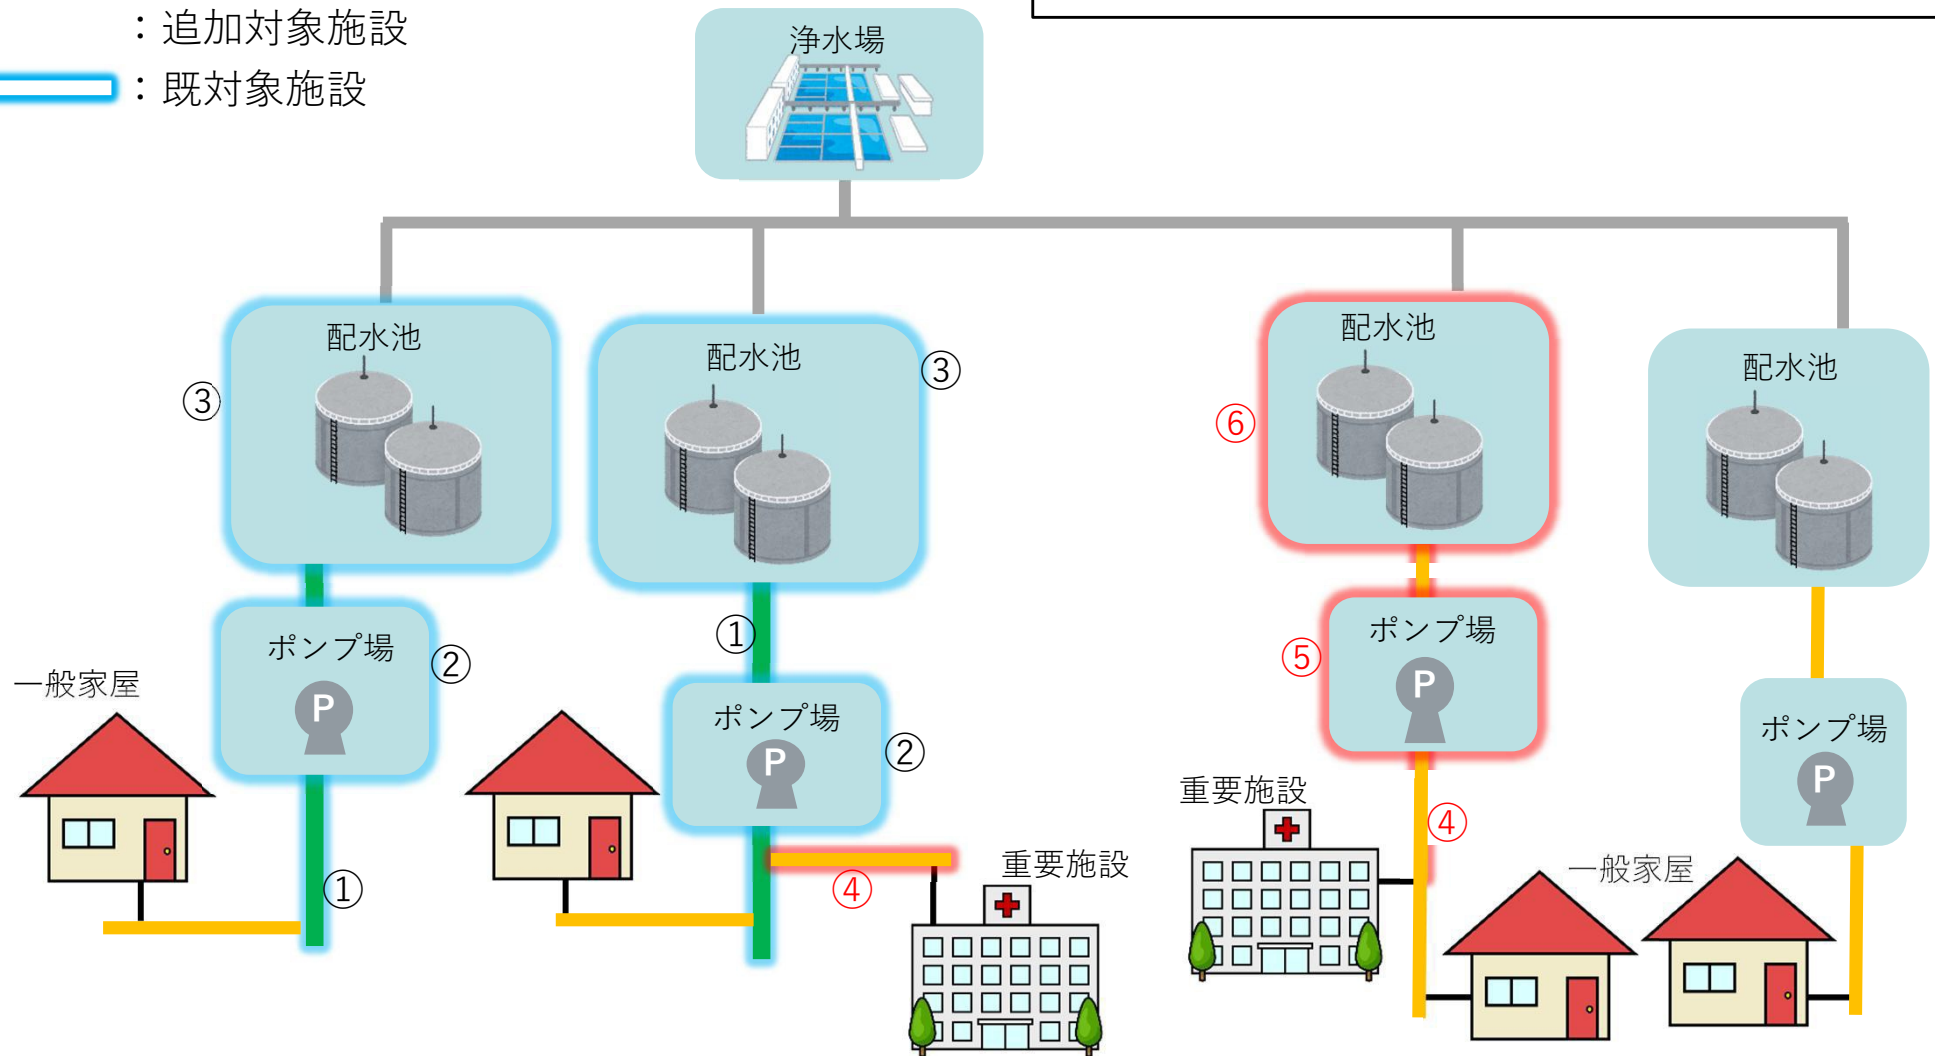 ：追加対象施設
：既対象施設
浄水場
配水池
③
配水池
③
配水池
⑥
配水池
ポンプ場
②
P
①
ポンプ場
②
P
ポンプ場
⑤
P
ポンプ場
P
一般家屋
①
④
重要施設
重要施設
④
一般家屋